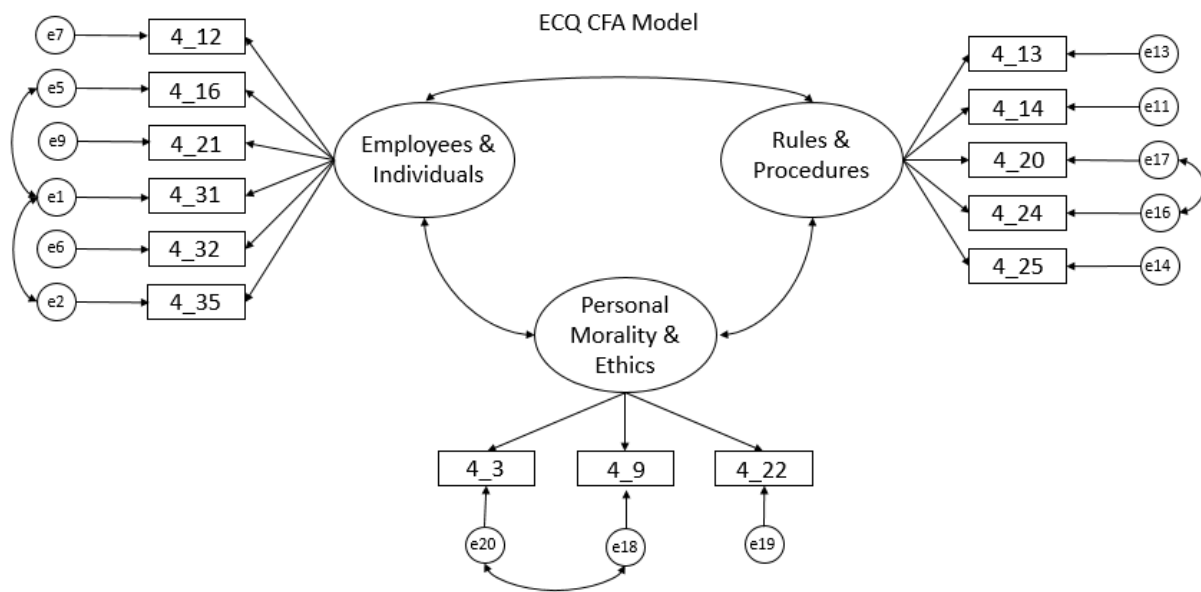 ECQ CFA Model
e7
4_12
e5
4_16
e9
4_21
e1
4_31
e6
4_32
e2
4_35
Employees &
Individuals
Rules &
Procedures
4_13
e13
4_14
e11
4_20
e17
4_24
e16
4_25
e14
Personal
Morality &
Ethics
4_3
4_9
4_22
e20
e18
e19